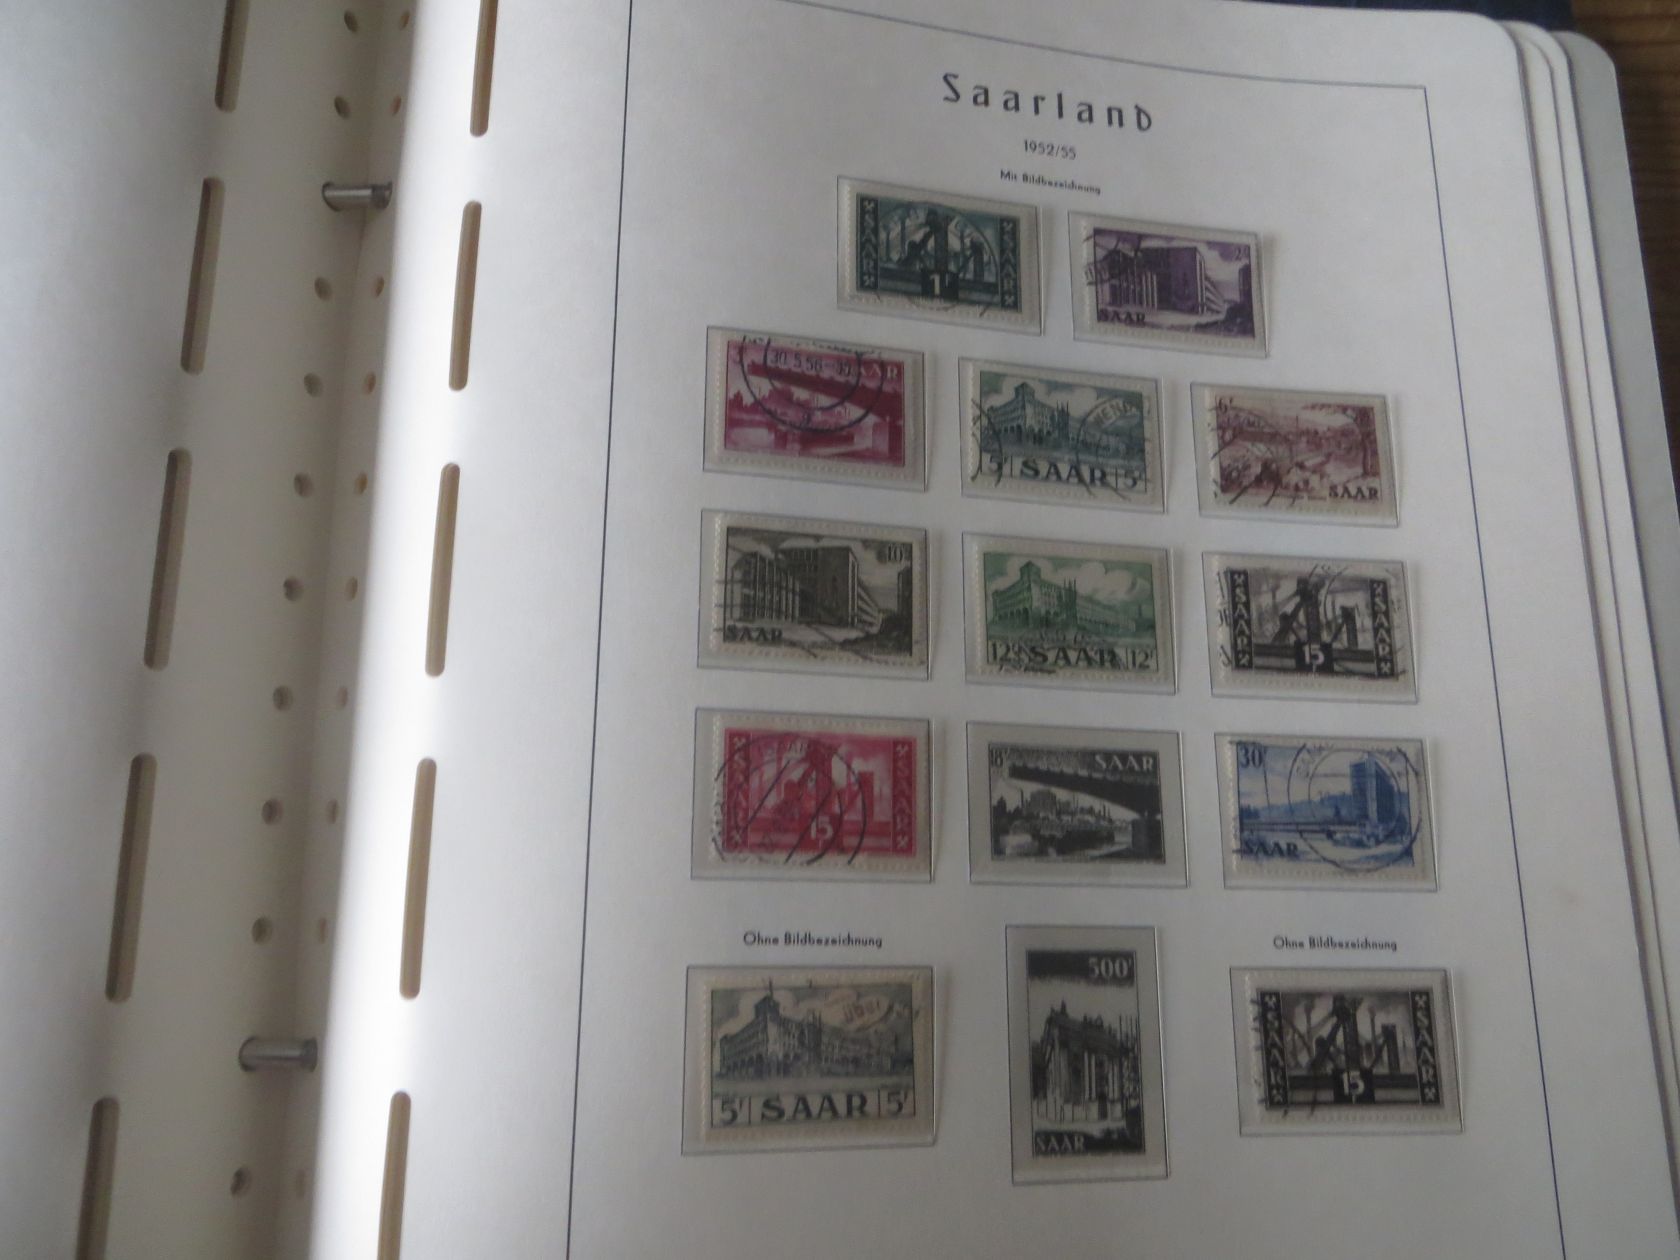 Saarland
1952/55
Mit Bildbezeichnung
SAAR SAAR
1
SAAR
30.5.56
5' SAAR 5'
6'
SAAR
10'
SAAR
12' SAAR 12'
SAAR 15 SAAR
SAAR 15 SAAR
18' SAAR
30'
SAAR
Ohne Bildbezeichnung
Ohne Bildbezeichnung
5' SAAR 5'
500'
SAAR
SAAR 15 SAAR